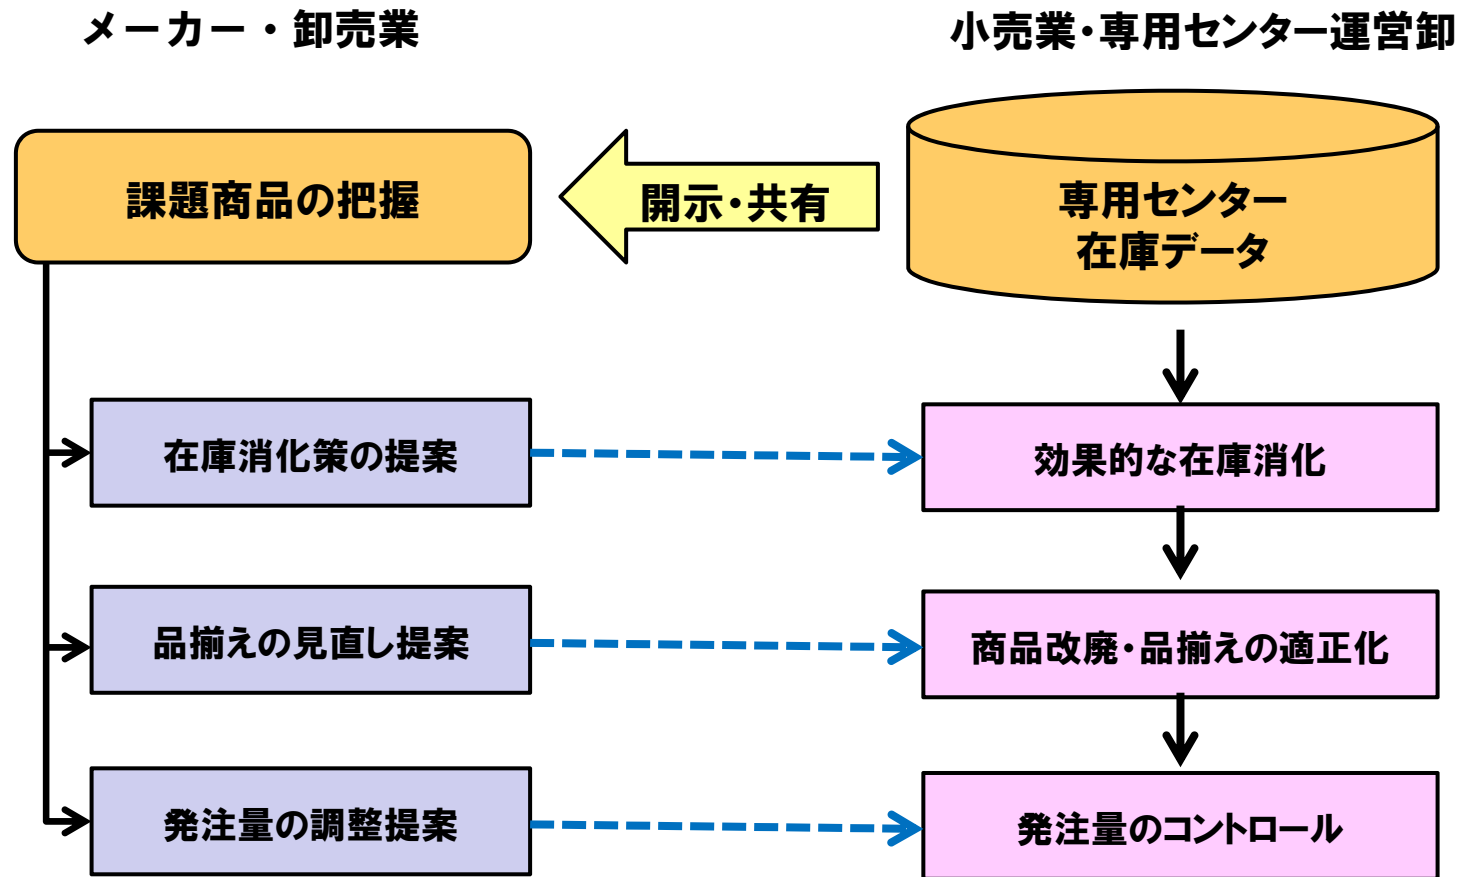 メーカー・卸売業
小売業・専用センター運営卸
課題商品の把握
開示・共有
専用センター
在庫データ
在庫消化策の提案
効果的な在庫消化
品揃えの見直し提案
商品改廃・品揃えの適正化
発注量の調整提案
発注量のコントロール